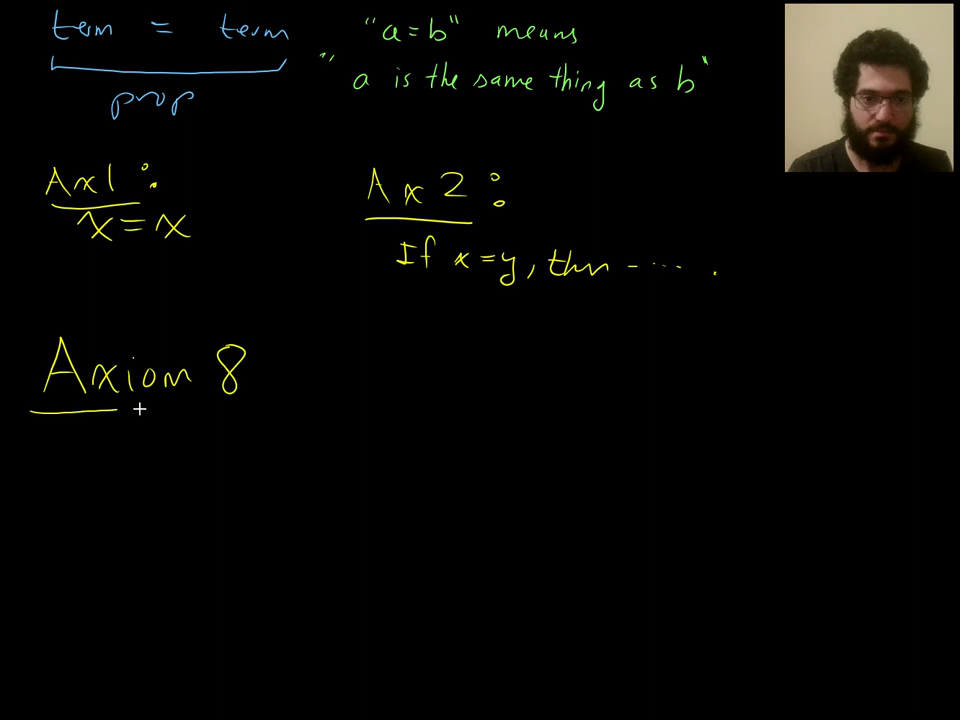 term = term
prop
"a=b" means
" a is the same thing as b"
Ax1:
x=x
Ax2:
If x=y, then -....
Axiom 8